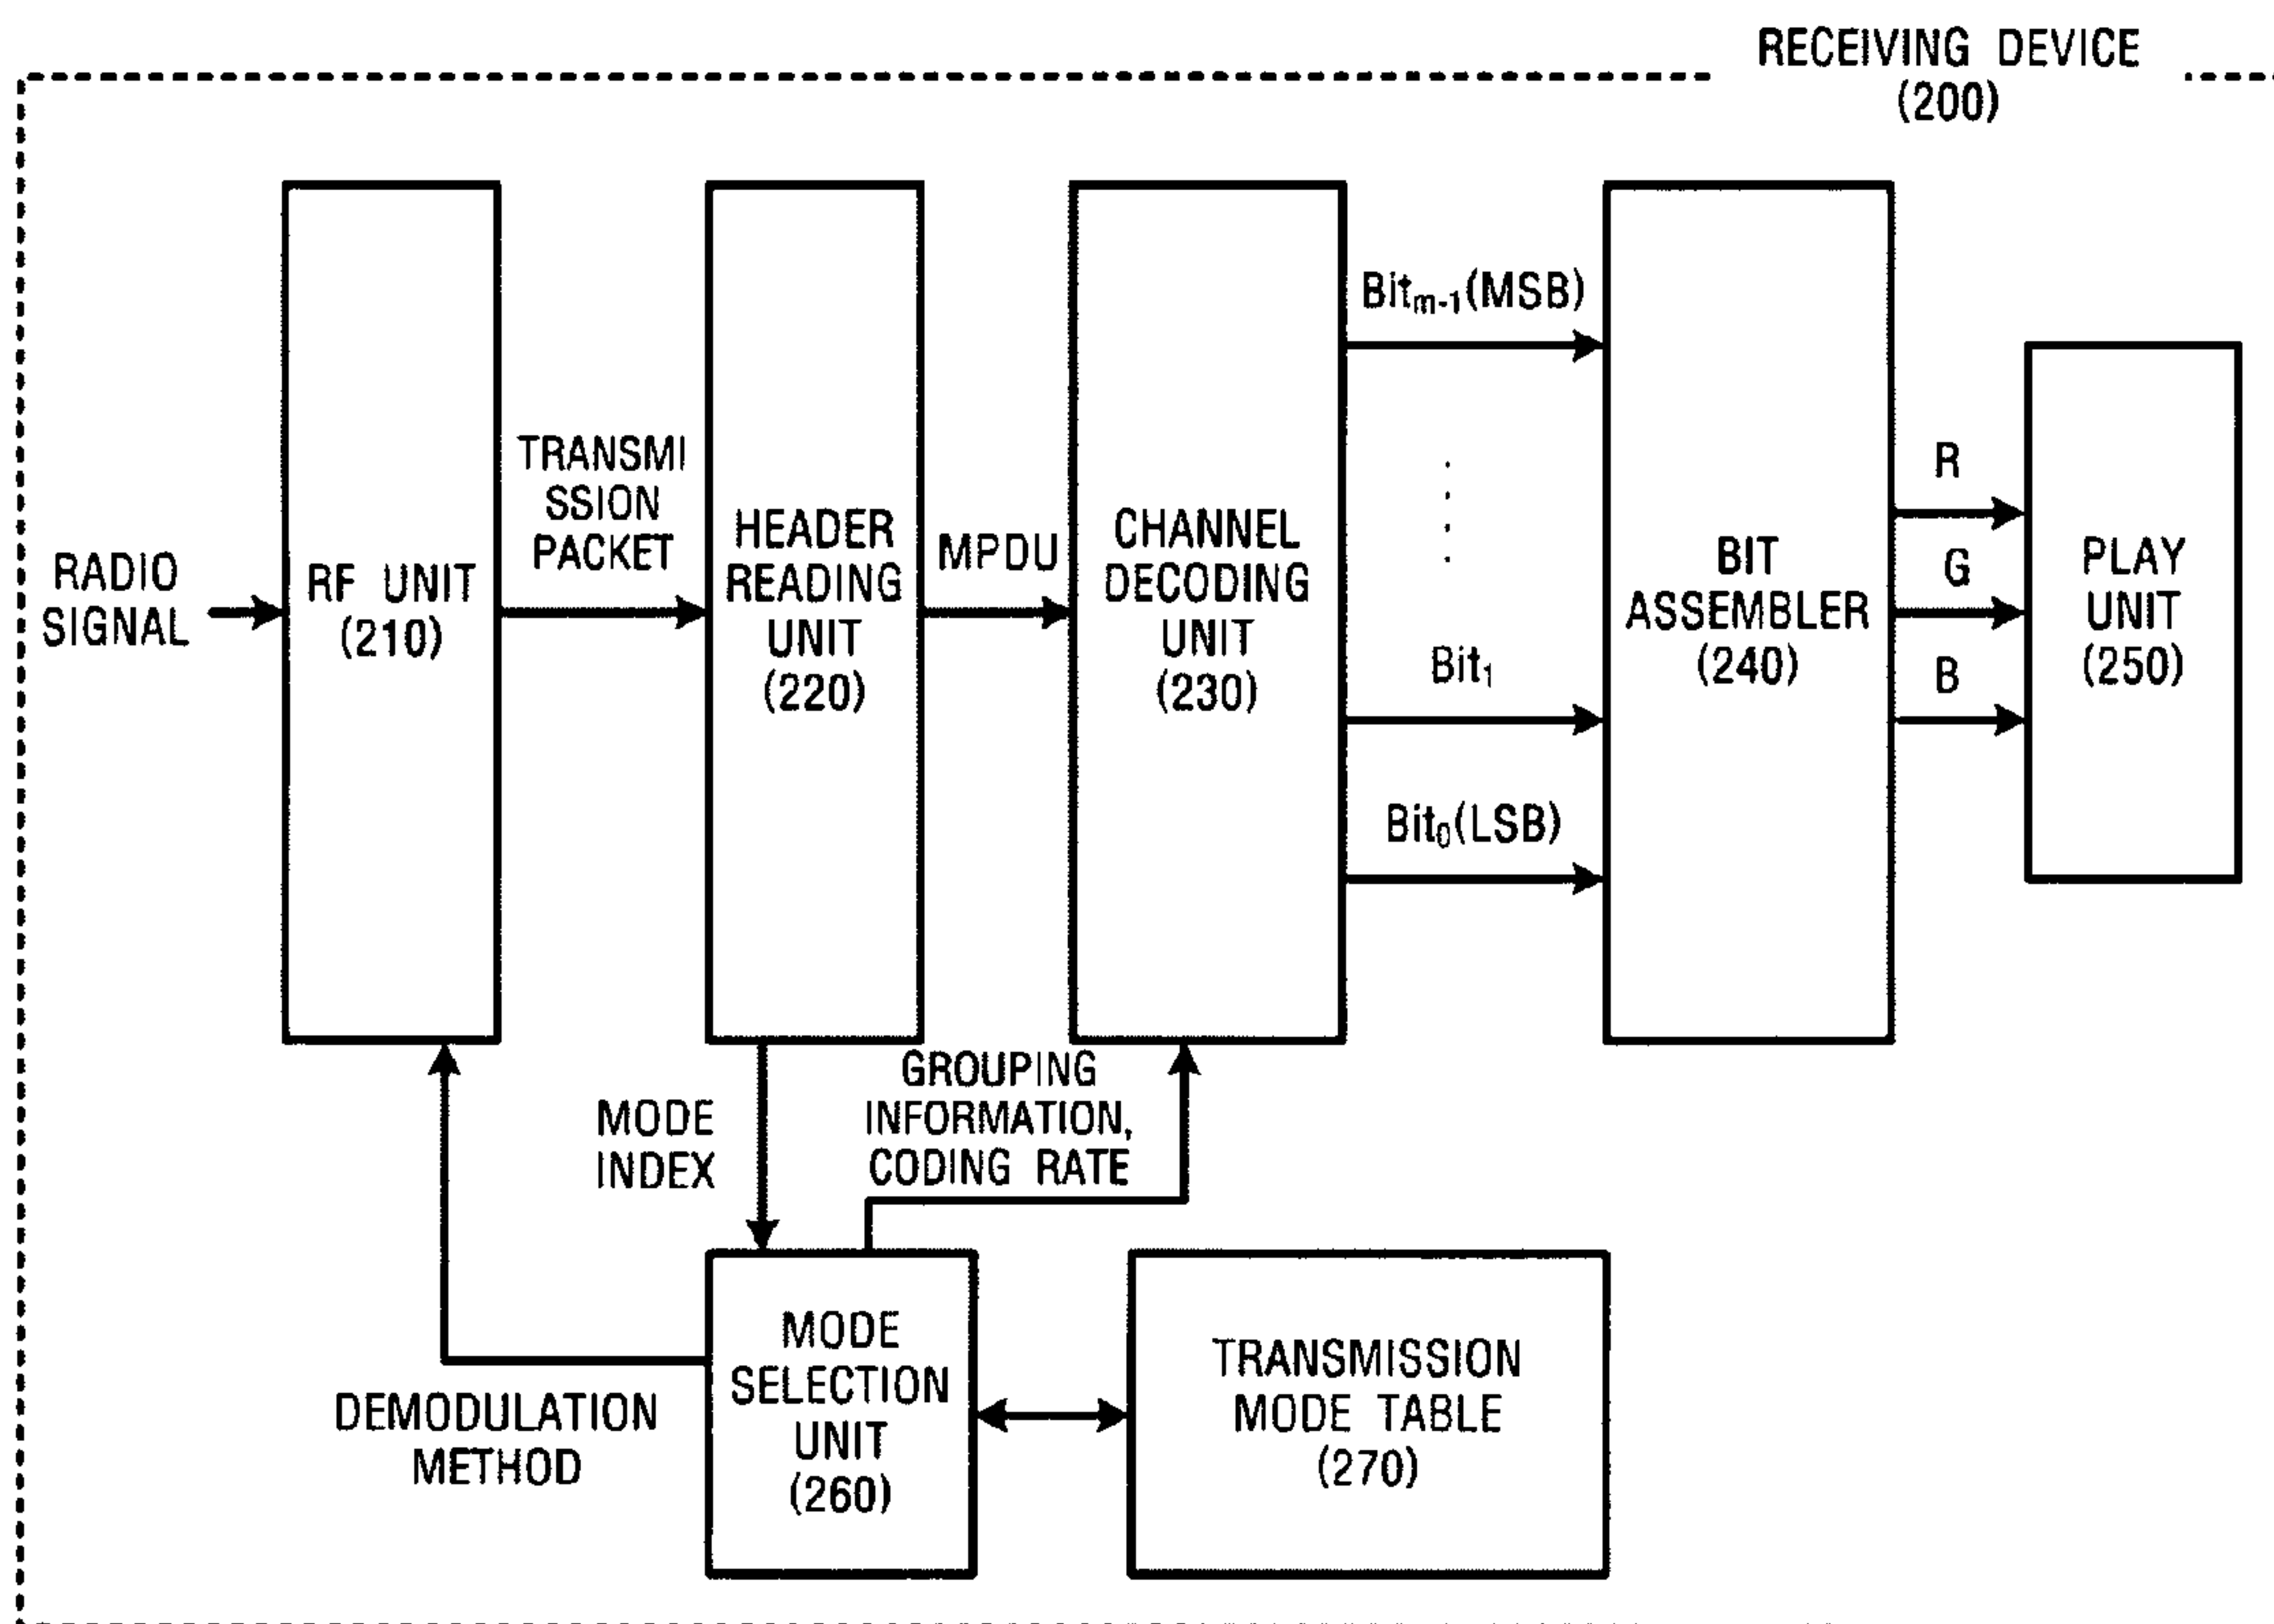 RECEIVING DEVICE
(200)
RADIO
SIGNAL
RF UNIT
(210)
TRANSMI
SSION
PACKET
HEADER
READING
UNIT
(220)
MPDU
CHANNEL
DECODING
UNIT
(230)
Bitm-1(MSB)
Bit1
Bit0(LSB)
BIT
ASSEMBLER
(240)
R
G
B
PLAY
UNIT
(250)
MODE
INDEX
GROUPING
INFORMATION,
CODING RATE
DEMODULATION
METHOD
MODE
SELECTION
UNIT
(260)
TRANSMISSION
MODE TABLE
(270)